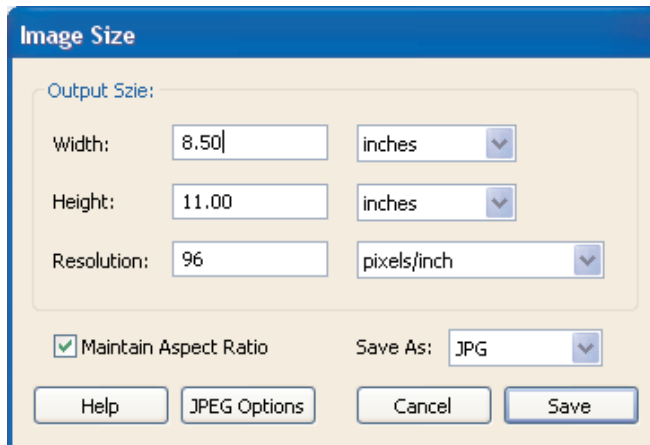 Image Size
Output Szie:
Width: 8.50 inches
Height: 11.00 inches
Resolution: 96 pixels/inch
Maintain Aspect Ratio Save As: JPG
Help JPEG Options Cancel Save